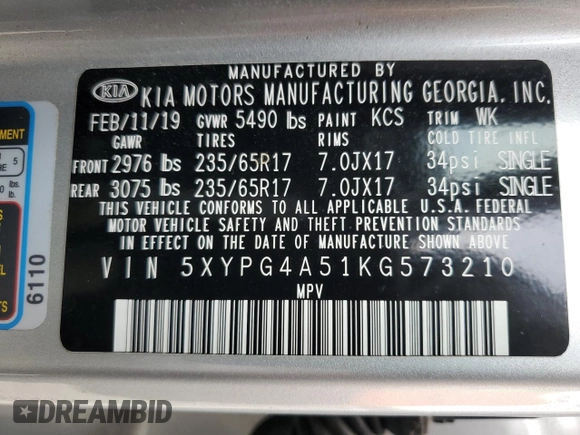 MANUFACTURED BY
KIA KIA MOTORS MANUFACTURING GEORGIA, INC.
FEB/11/19 GVWR 5490 lbs PAINT KCS TRIM WK
GAWR TIRES RIMS COLD TIRE INFL
FRONT 2976 lbs 235/65R17 7.0JX17 34psi SINGLE
REAR 3075 lbs 235/65R17 7.0JX17 34psi SINGLE
THIS VEHICLE CONFORMS TO ALL APPLICABLE U.S.A. FEDERAL
MOTOR VEHICLE SAFETY AND THEFT PREVENTION STANDARDS
IN EFFECT ON THE DATE OF MANUFACTURE SHOWN ABOVE.
VIN 5XYPG4A51KG573210
MPV
6110
DREAMBID